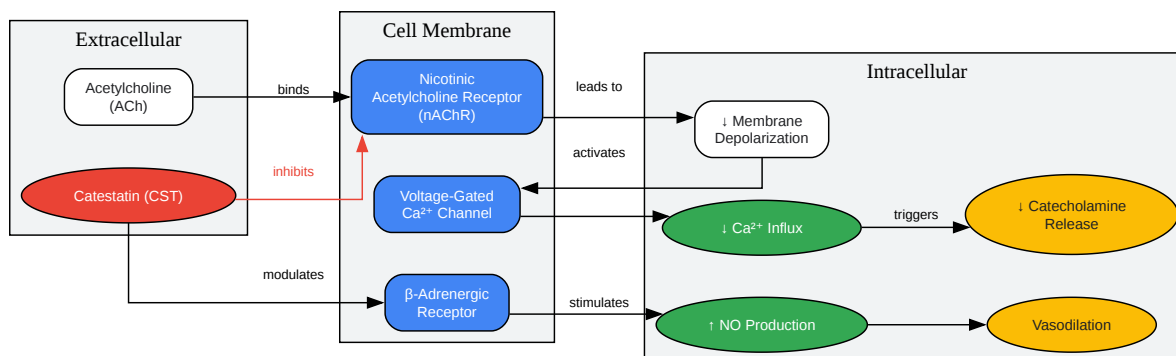 Extracellular
Acetylcholine
(ACh)
Catestatin (CST)
binds
inhibits
modulates
Cell Membrane
Nicotinic
Acetylcholine Receptor
(nAChR)
Voltage-Gated
Ca²⁺ Channel
β-Adrenergic
Receptor
leads to
activates
stimulates
Intracellular
↓ Membrane
Depolarization
↓ Ca²⁺ Influx
triggers
↓ Catecholamine
Release
↑ NO Production
Vasodilation